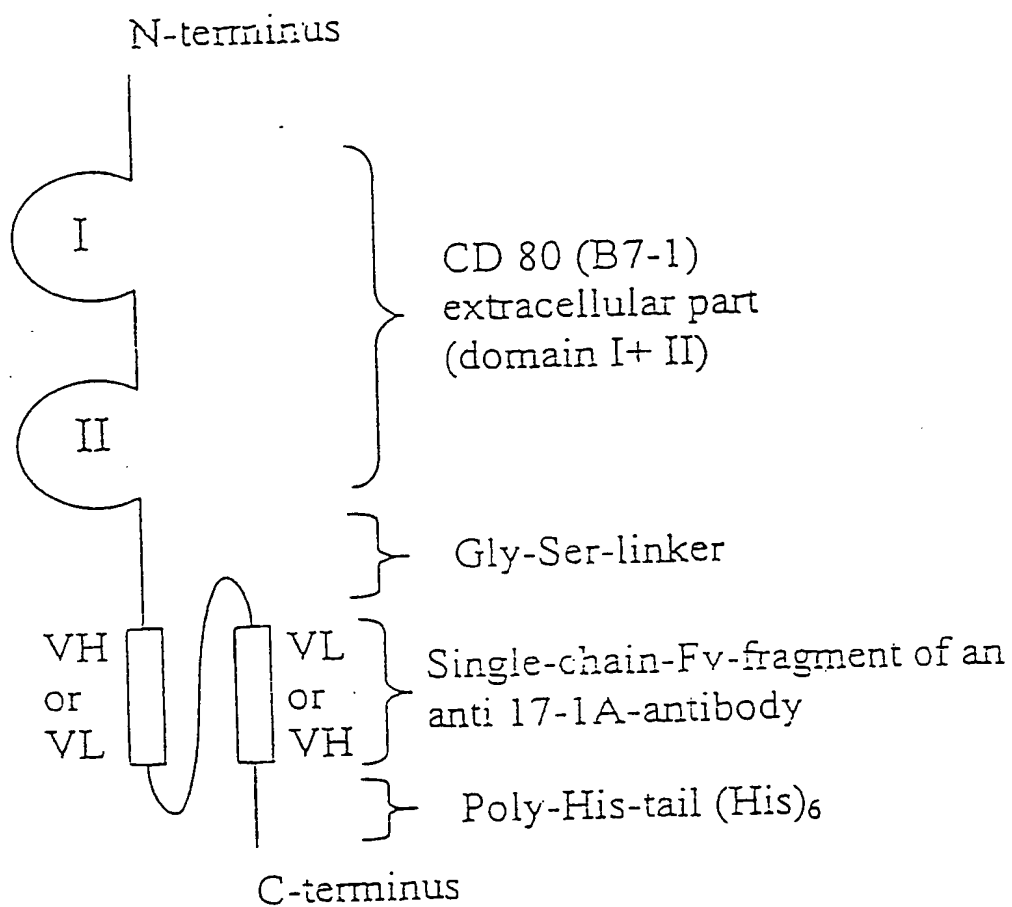 N-terminus
I
CD 80 (B7-1)
extracellular part
(domain I+ II)
II
Gly-Ser-linker
VH
or
VL
VL
or
VH
Single-chain-Fv-fragment of an
anti 17-1A-antibody
Poly-His-tail (His)6
C-terminus